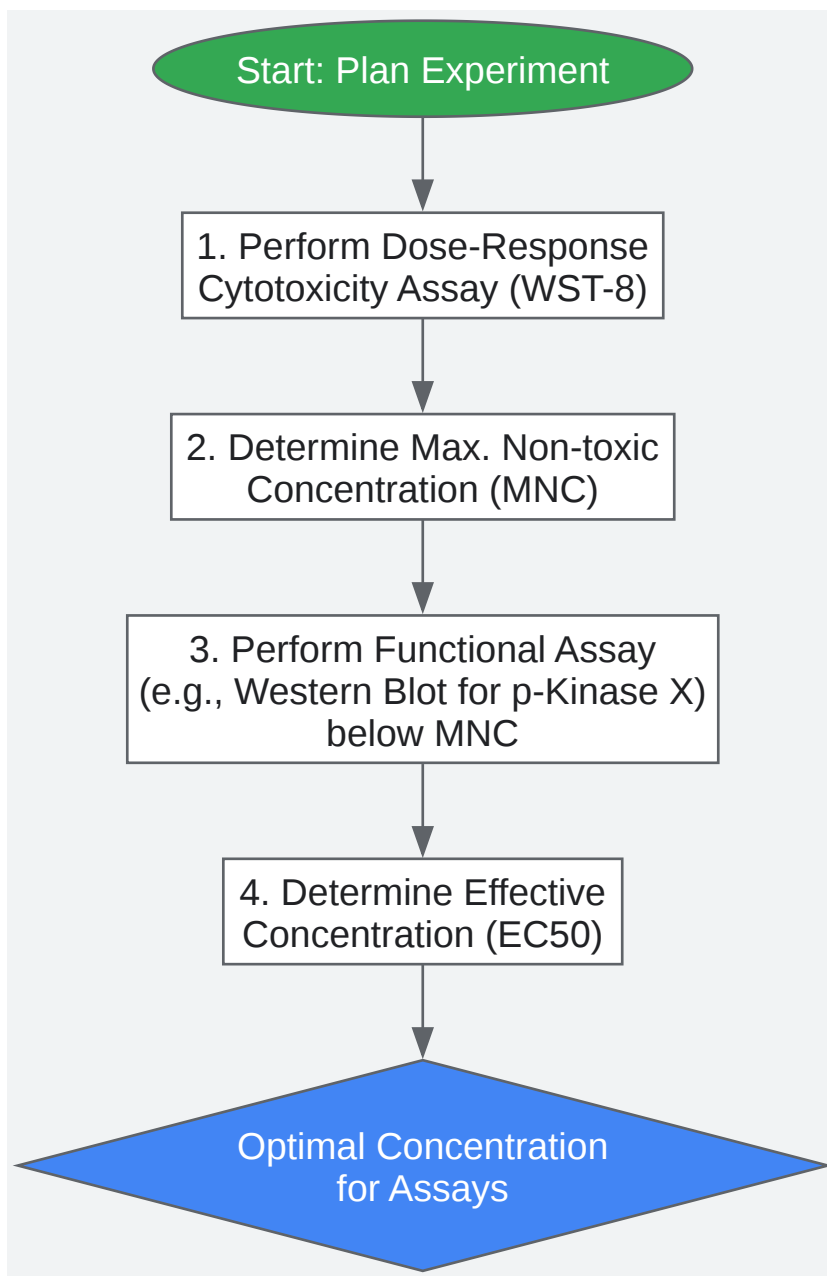 Start: Plan Experiment
1. Perform Dose-Response
Cytotoxicity Assay (WST-8)
2. Determine Max. Non-toxic
Concentration (MNC)
3. Perform Functional Assay
(e.g., Western Blot for p-Kinase X)
below MNC
4. Determine Effective
Concentration (EC50)
Optimal Concentration
for Assays